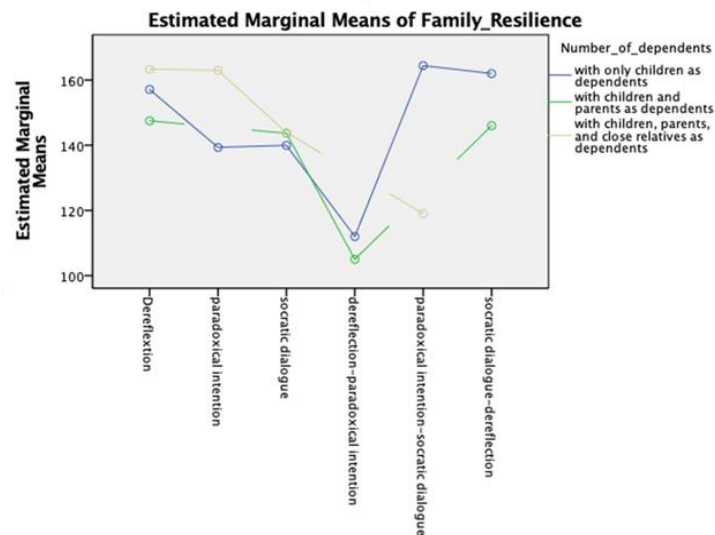 Estimated Marginal Means of Family_Resilience
Number_of_dependents
with only children as
dependents
with children and
parents as dependents
with children, parents,
and close relatives as
dependents
Estimated Marginal
Means
160
140
120
100
Dereflextion
paradoxical intention
socratic dialogue
dereflection-paradoxical intention
paradoxical intention-socratic dialogue
socratic dialogue-dereflection